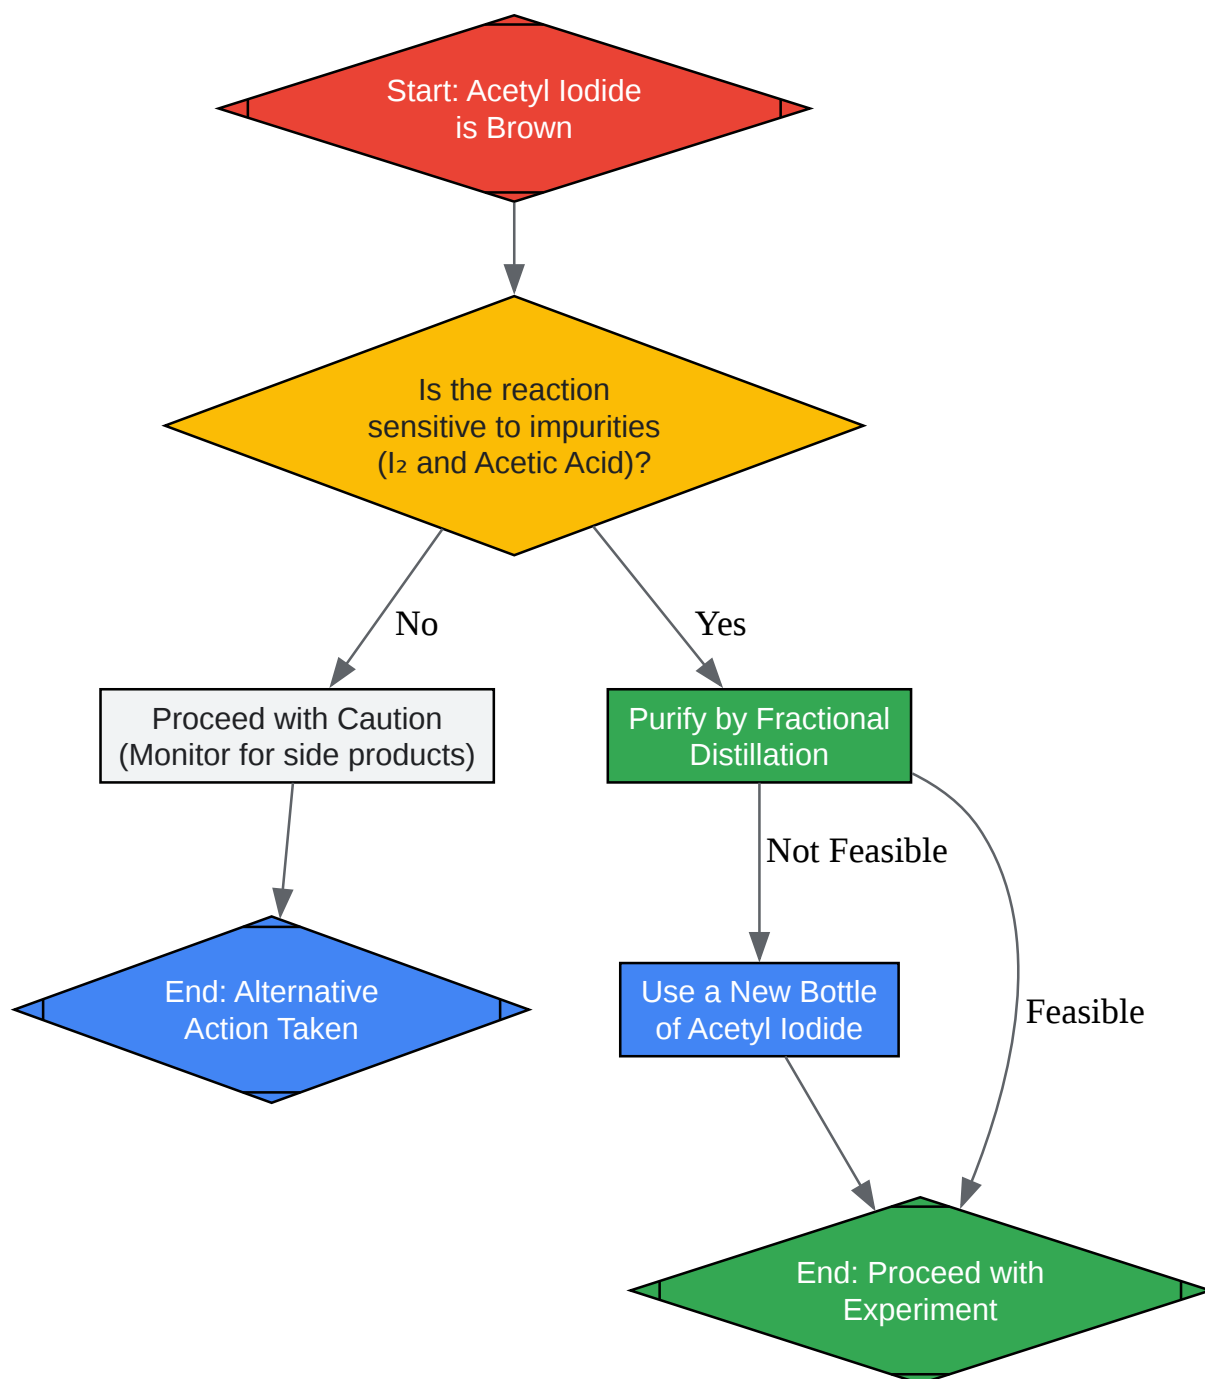 Start: Acetyl Iodide
is Brown
Is the reaction
sensitive to impurities
(I₂ and Acetic Acid)?
No
Yes
Proceed with Caution
(Monitor for side products)
Purify by Fractional
Distillation
Not Feasible
End: Alternative
Action Taken
Use a New Bottle
of Acetyl Iodide
Feasible
End: Proceed with
Experiment